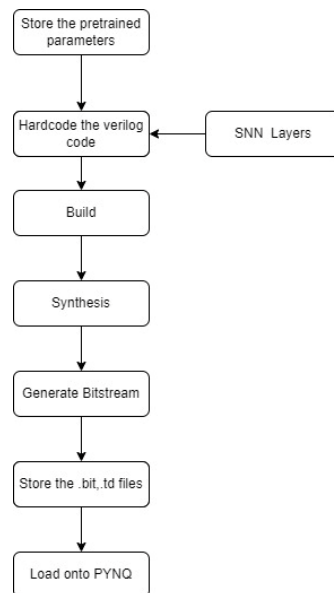 Store the pretrained
parameters
Hardcode the verilog
code
SNN Layers
Build
Synthesis
Generate Bitstream
Store the .bit,.td files
Load onto PYNQ